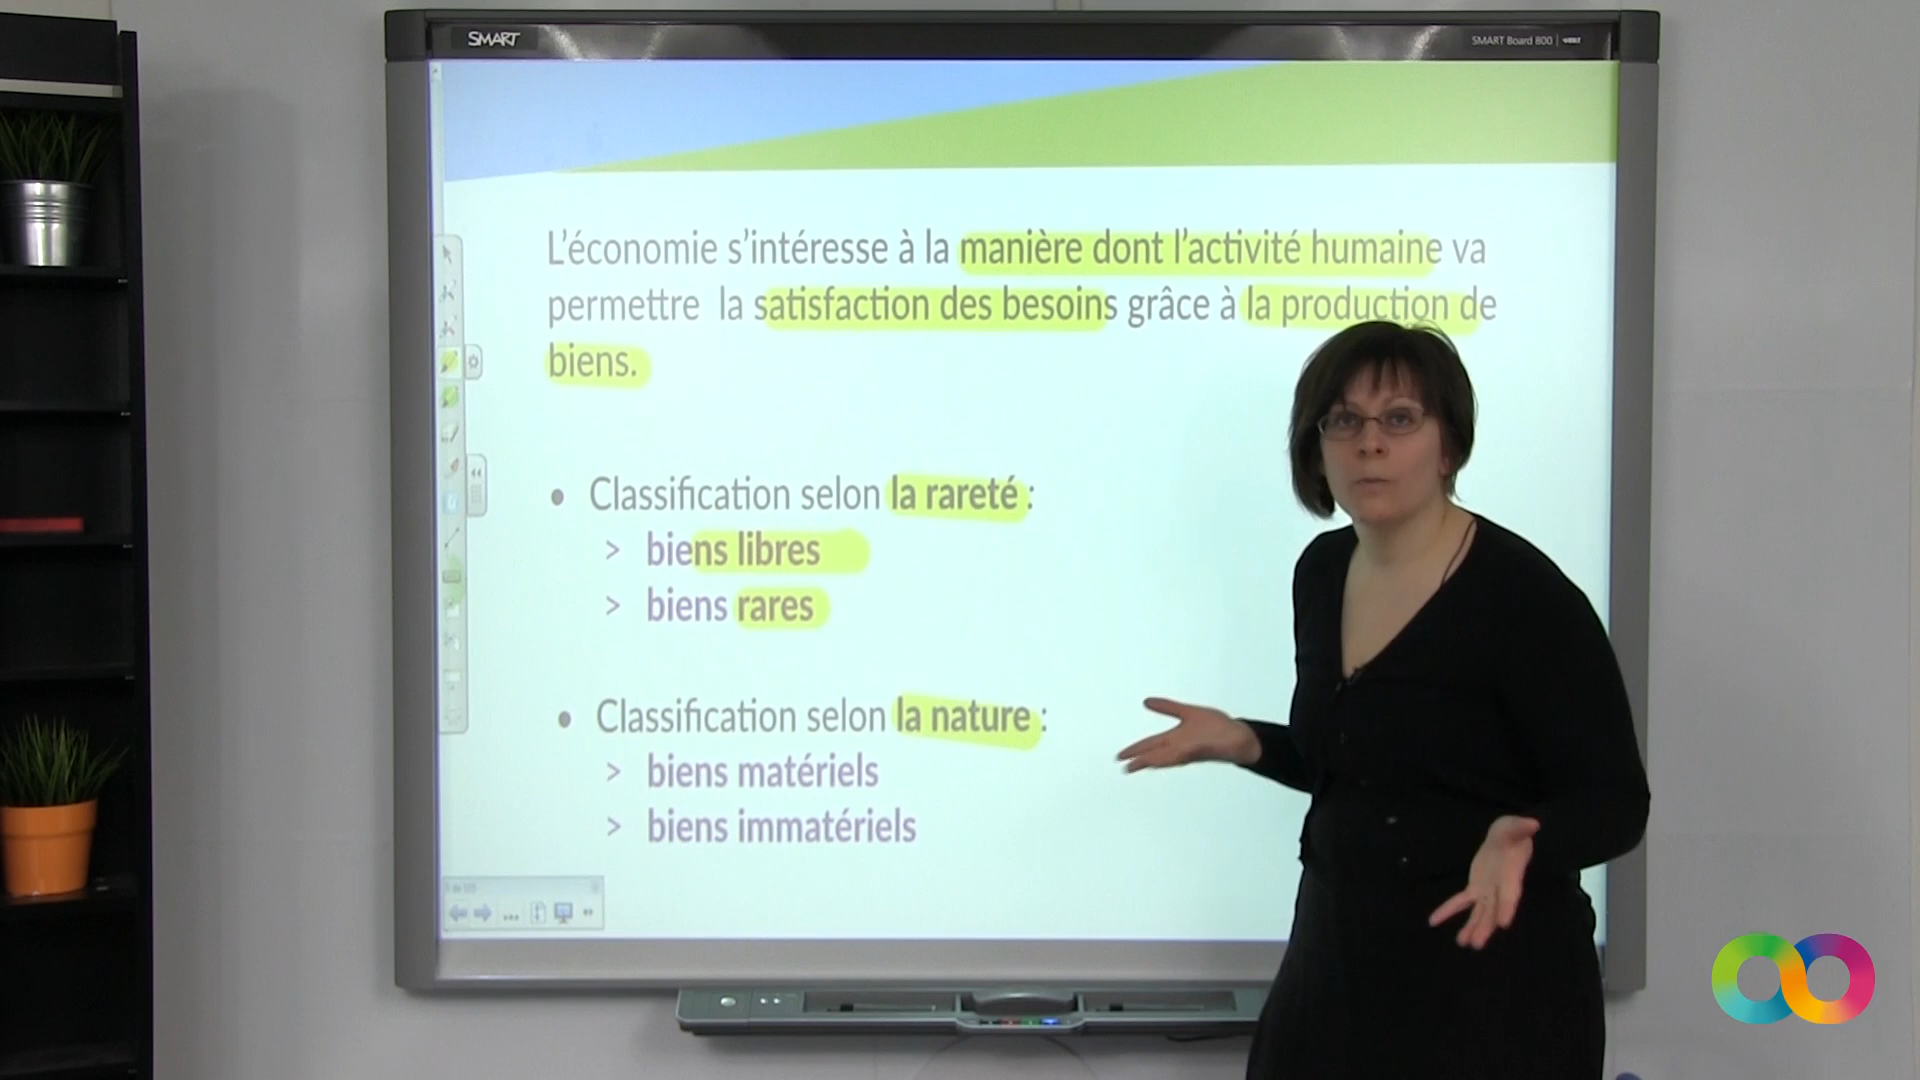 SMART
SMART Board 800
L'économie s'intéresse à la manière dont l'activité humaine va
permettre la satisfaction des besoins grâce à la production de
biens.
• Classification selon la rareté :
> biens libres
> biens rares
• Classification selon la nature :
> biens matériels
> biens immatériels